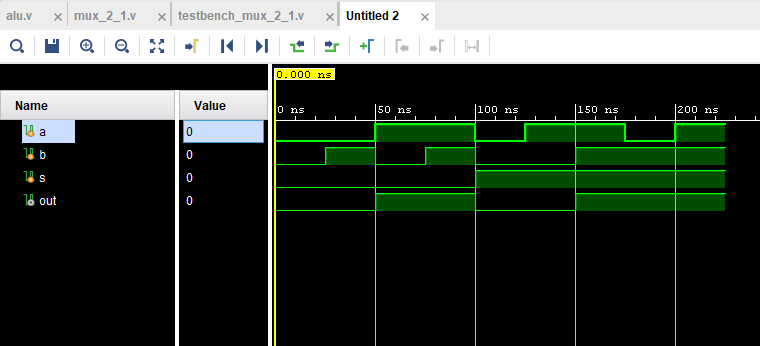 alu.v mux_2_1.v testbench_mux_2_1.v Untitled 2
0.000 ns
Name Value 0 ns 50 ns 100 ns 150 ns 200 ns
a 0
b 0
s 0
out 0